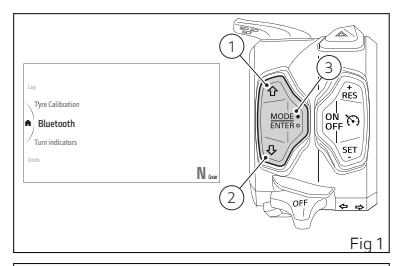 1
3
2
Lap
Tyre Calibration
Bluetooth
Turn indicators
Units
N Gear
MODE
ENTER
+
RES
ON
OFF
SET
-
OFF
Fig 1